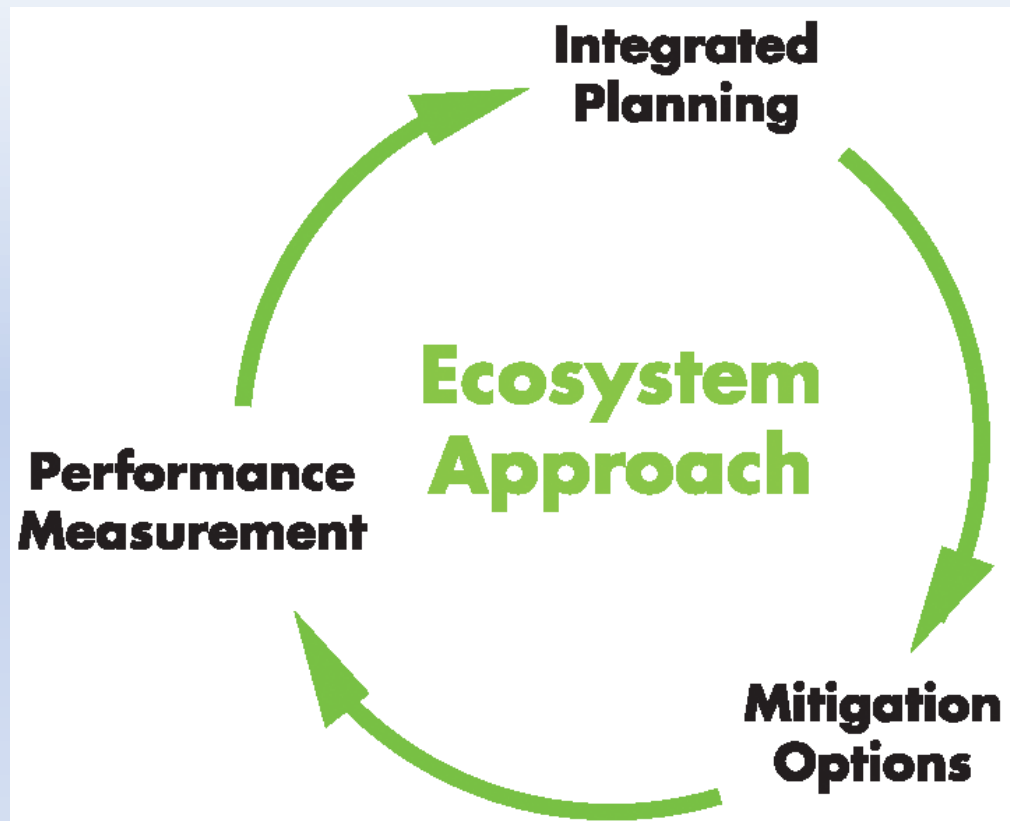 Integrated
Planning
Ecosystem
Approach
Performance
Measurement
Mitigation
Options